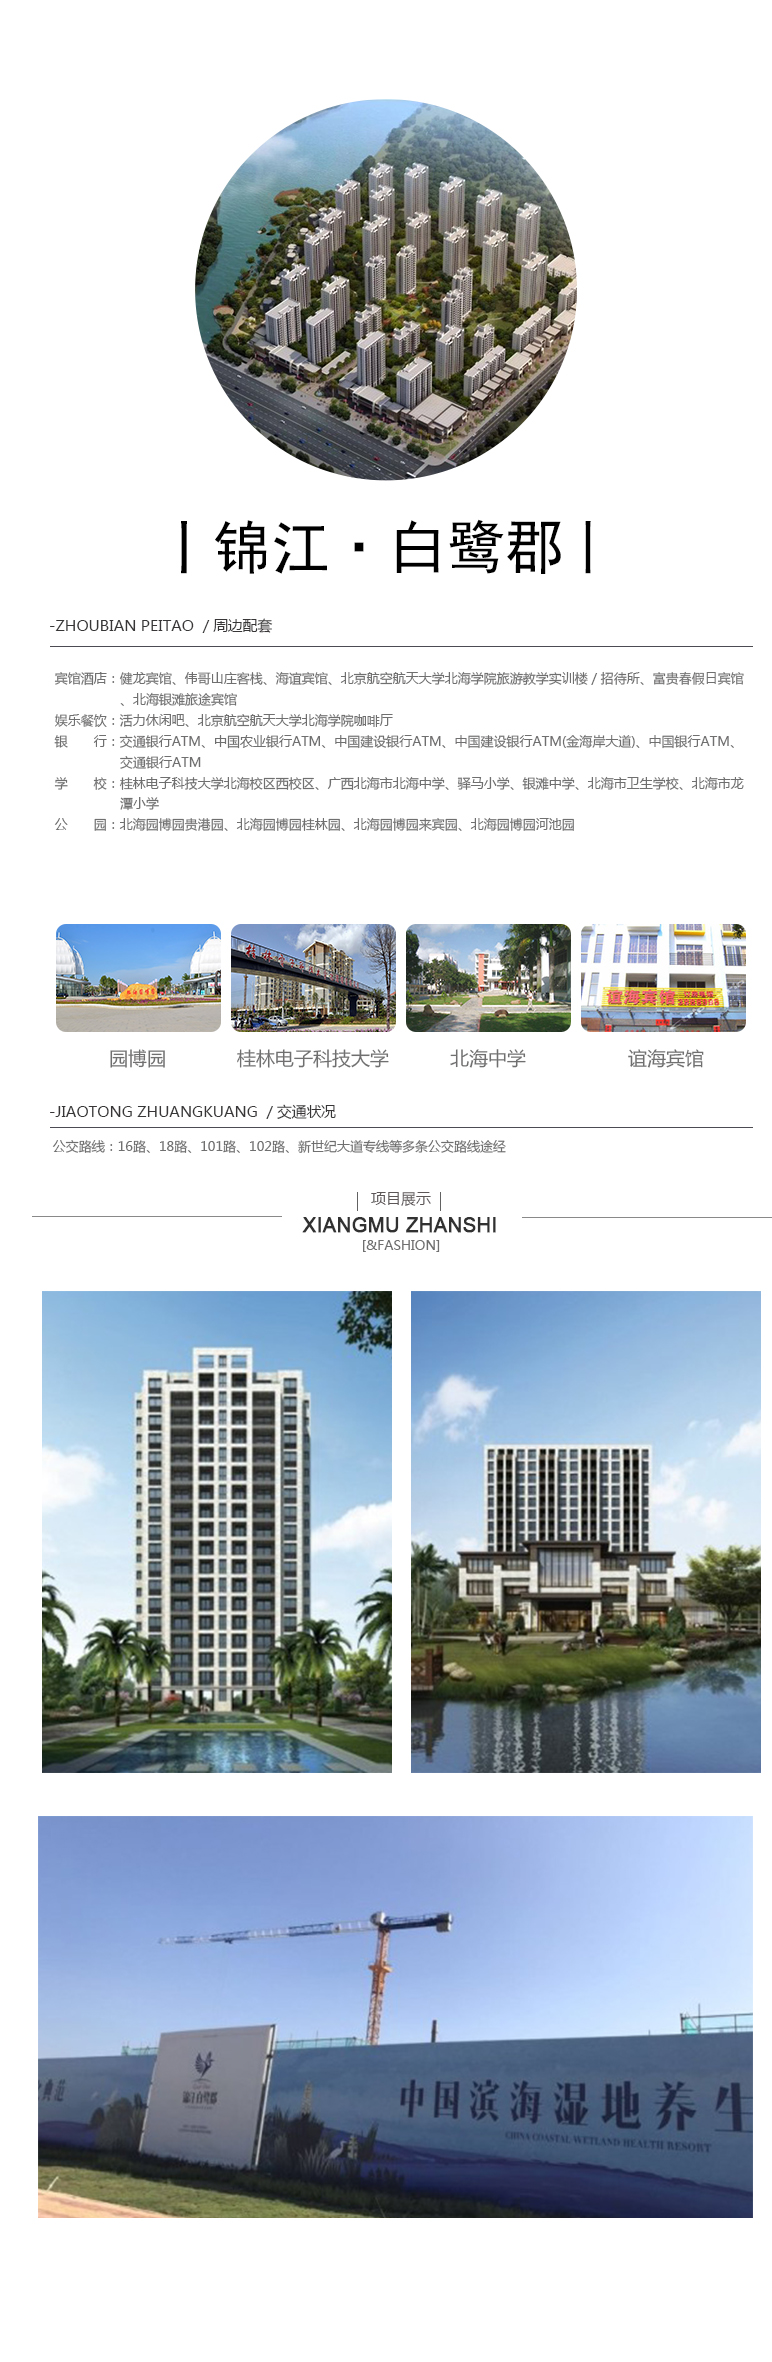 锦江·白鹭郡
-ZHOUBIAN PEITAO / 周边配套
宾馆酒店：健龙宾馆、伟哥山庄客栈、海谊宾馆、北京航空航天大学北海学院旅游教学实训楼 / 招待所、富贵春假日宾馆
、北海银滩旅途宾馆
娱乐餐饮：活力休闲吧、北京航空航天大学北海学院咖啡厅
银　　行：交通银行ATM、中国农业银行ATM、中国建设银行ATM、中国建设银行ATM(金海岸大道)、中国银行ATM、
交通银行ATM
学　　校：桂林电子科技大学北海校区西校区、广西北海市北海中学、驿马小学、银滩中学、北海市卫生学校、北海市龙
潭小学
公　　园：北海园博园贵港园、北海园博园桂林园、北海园博园来宾园、北海园博园河池园
谊海宾馆
园博园
桂林电子科技大学
北海中学
谊海宾馆
-JIAOTONG ZHUANGKUANG / 交通状况
公交路线：16路、18路、101路、102路、新世纪大道专线等多条公交路线途经
项目展示
XIANGMU ZHANSHI
[&FASHION]
典范
锦江白鹭郡
中国滨海湿地养生
CHINA COASTAL WETLAND HEALTH RESORT